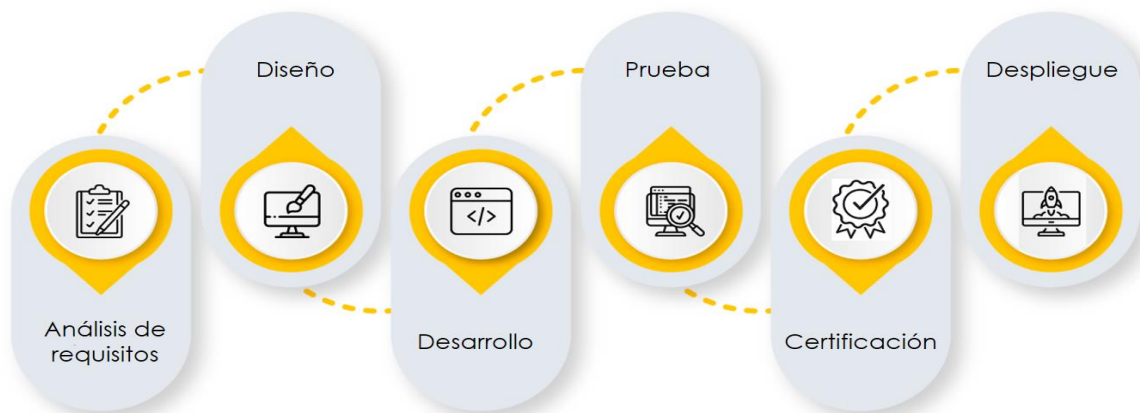 Análisis de
requisitos
Diseño
Desarrollo
Prueba
Certificación
Despliegue